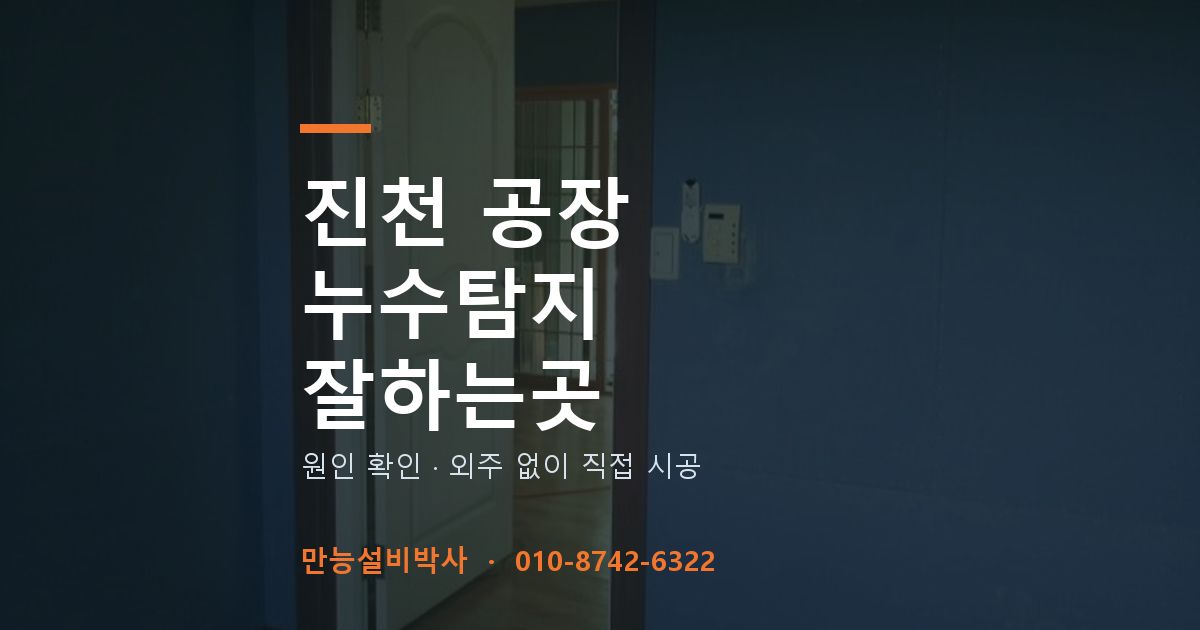 진천 공장
누수탐지
잘하는곳
원인 확인 · 외주 없이 직접 시공
만능설비박사 · 010-8742-6322